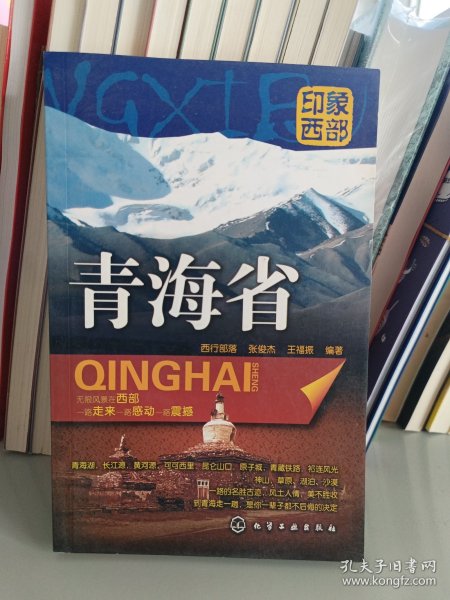 印象
西部
青海省
西行部落 张俊杰 王福振 编著
QINGHAI
SHENG
无限风景在西部
一路走来一路感动一路震撼
青海湖、长江源、黄河源、可可西里、昆仑山口、原子城、青藏铁路、祁连风光
神山、草原、湖泊、沙漠
一路的名胜古迹、风土人情,美不胜收
到青海走一趟,是你一辈子都不后悔的决定
化学工业出版社
孔夫子旧书网
www.kongfz.com